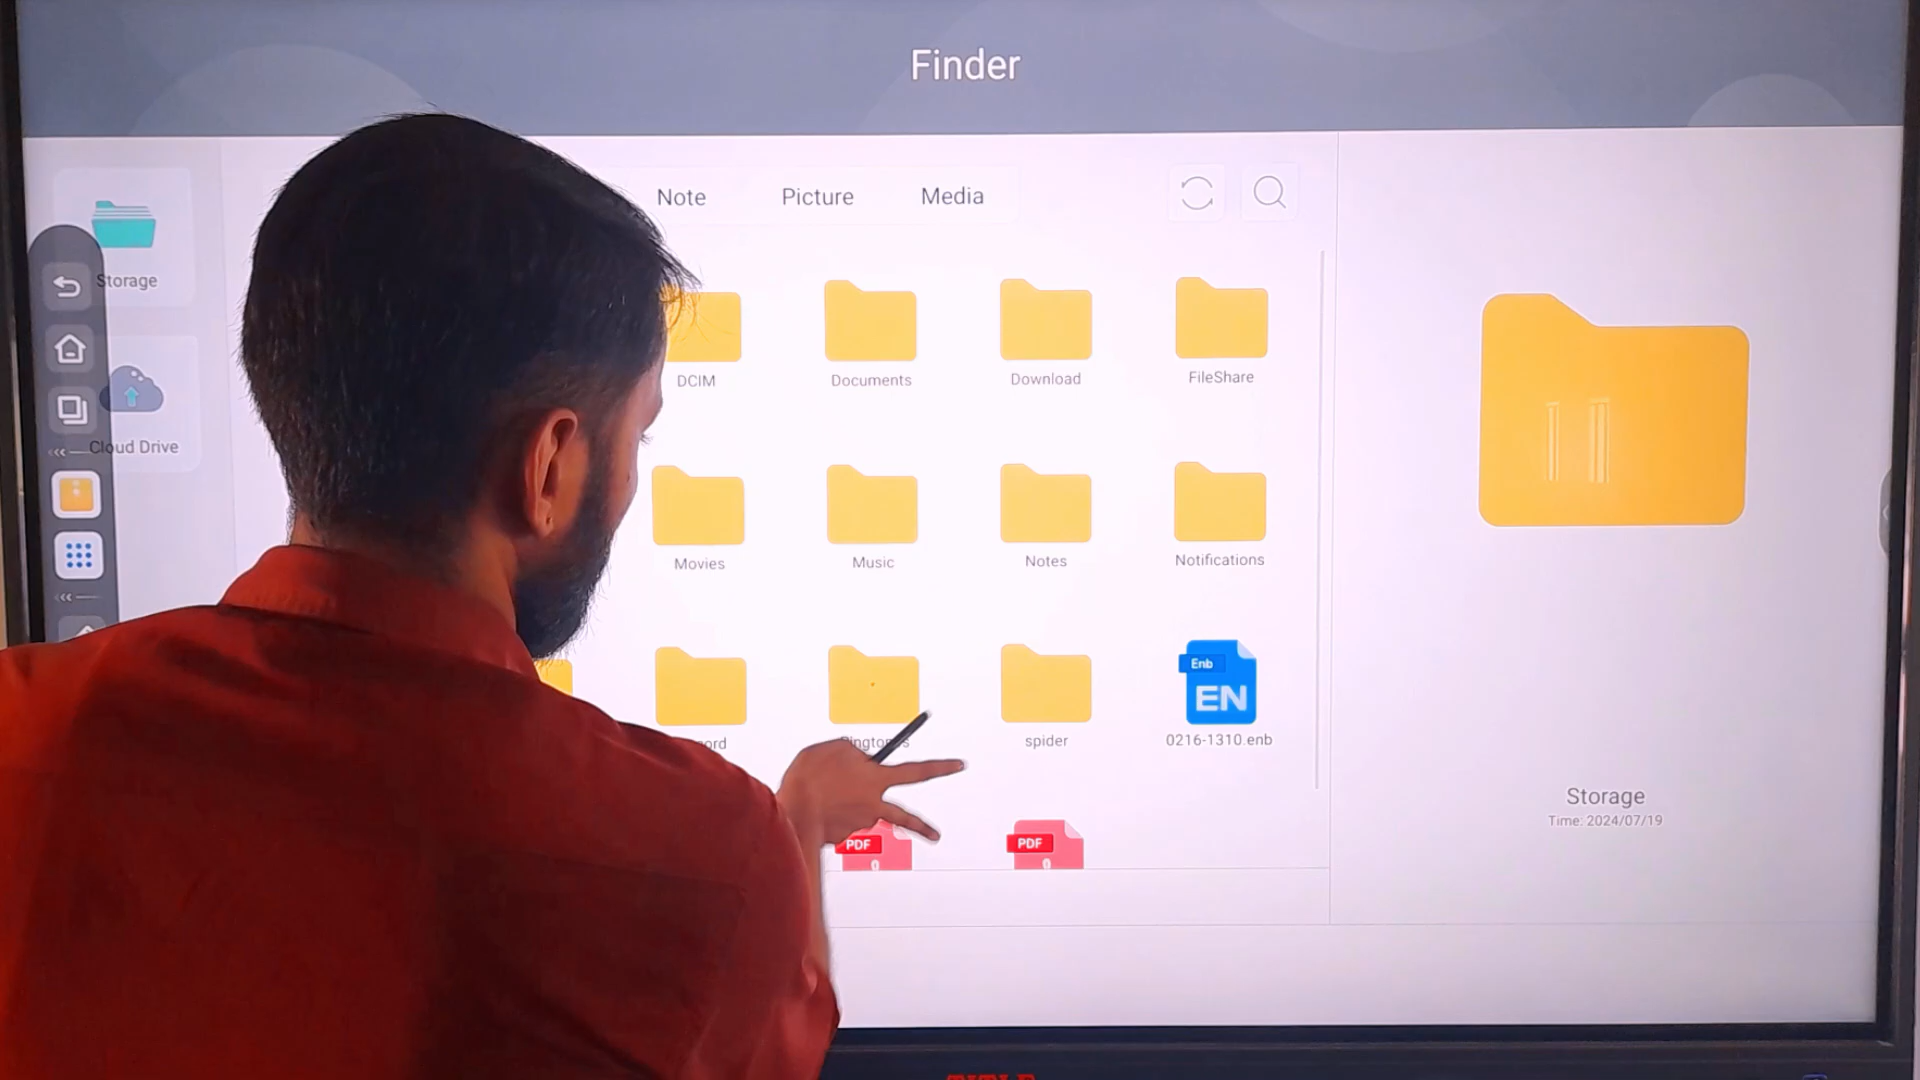 Finder
Note
Picture
Media
Storage
Cloud Drive
DCIM
Documents
Download
FileShare
Movies
Music
Notes
Notifications
spider
Enb
EN
0216-1310.enb
PDF
PDF
Storage
Time: 2024/07/19